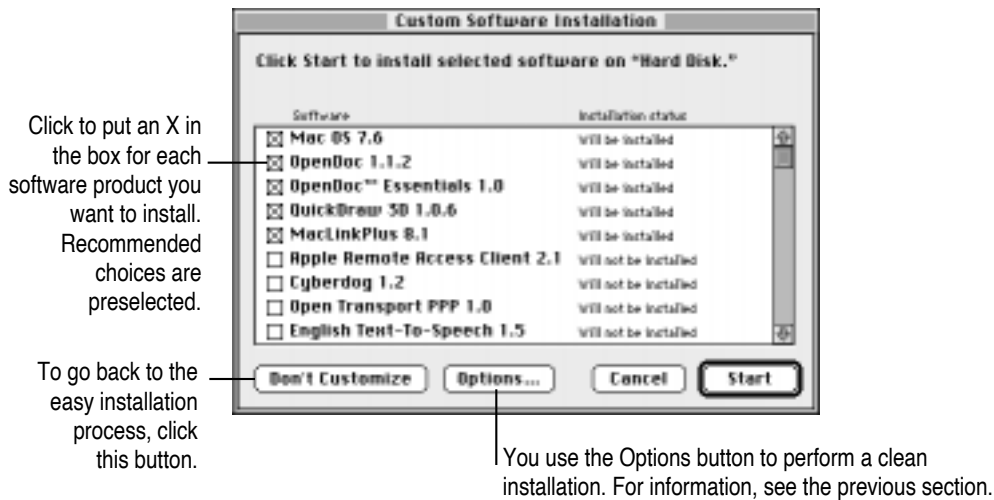 Custom Software Installation
Click Start to install selected software on "Hard Disk."
Software Installation status
Mac OS 7.6 Will be installed
OpenDoc 1.1.2 Will be installed
OpenDoc™ Essentials 1.0 Will be installed
QuickDraw 3D 1.0.6 Will be installed
MacLinkPlus 8.1 Will be installed
Apple Remote Access Client 2.1 Will not be installed
Cyberdog 1.2 Will not be installed
Open Transport PPP 1.0 Will not be installed
English Text-To-Speech 1.5 Will not be installed
Don't Customize Options... Cancel Start
Click to put an X in
the box for each
software product you
want to install.
Recommended
choices are
preselected.
To go back to the
easy installation
process, click
this button.
You use the Options button to perform a clean
installation. For information, see the previous section.